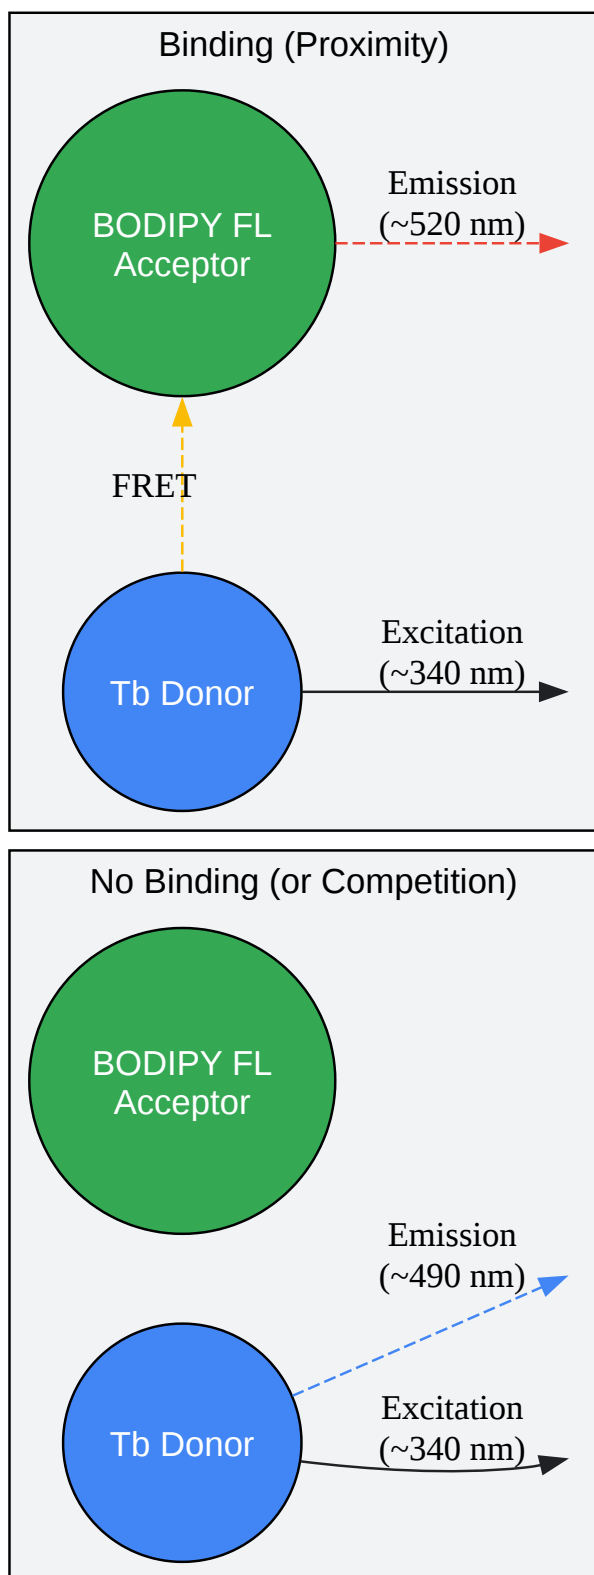 Binding (Proximity)
BODIPY FL
Acceptor
Emission
(~520 nm)
FRET
Tb Donor
Excitation
(~340 nm)
No Binding (or Competition)
BODIPY FL
Acceptor
Emission
(~490 nm)
Tb Donor
Excitation
(~340 nm)